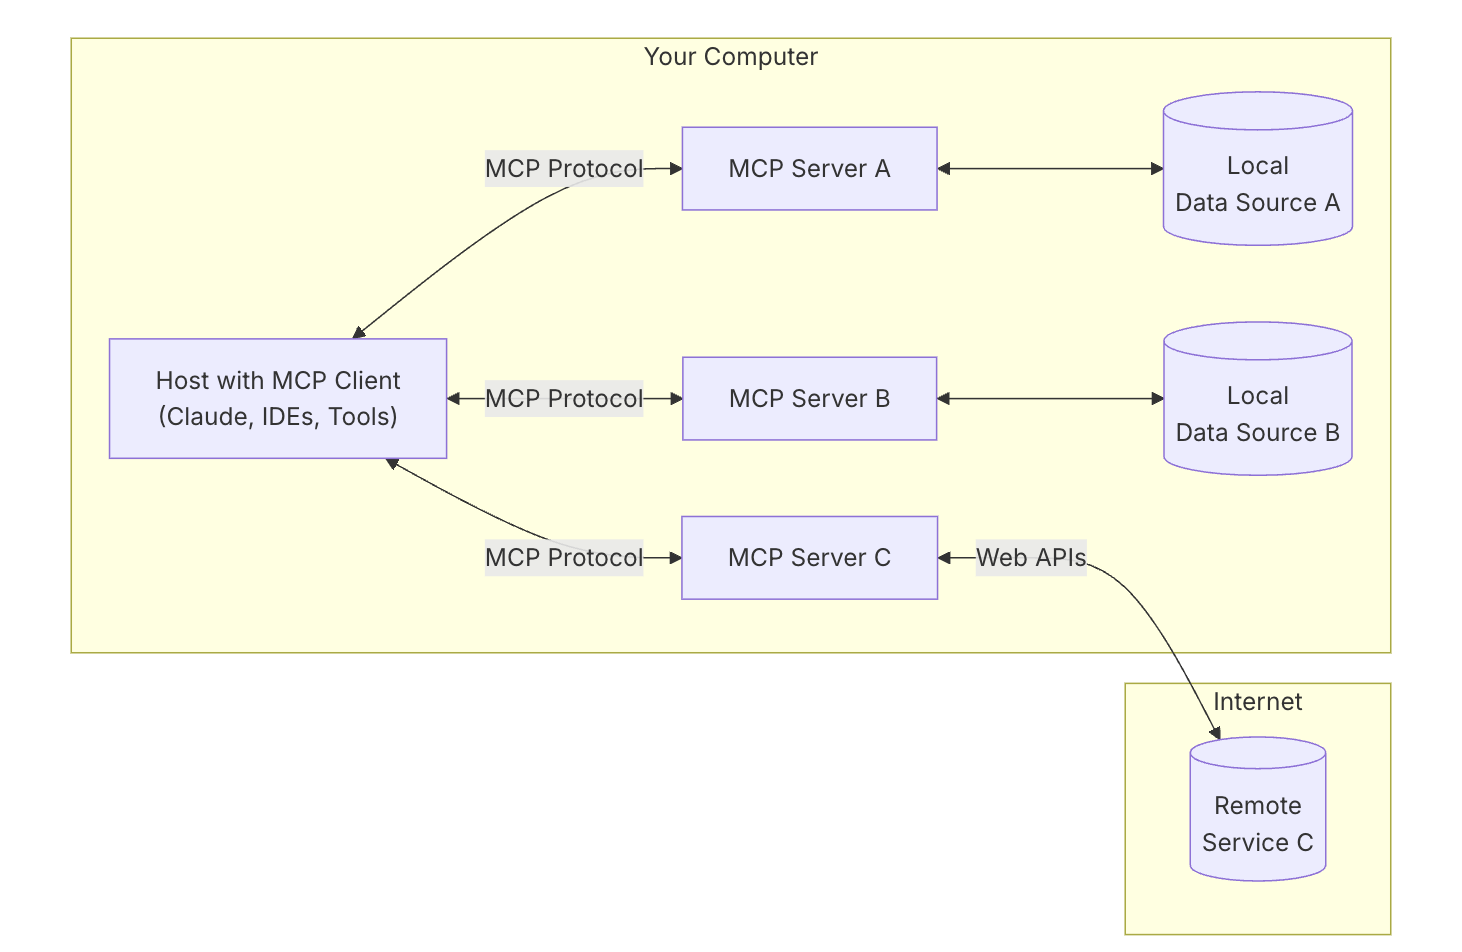 Your Computer
MCP Protocol
MCP Server A
Local
Data Source A
Host with MCP Client
(Claude, IDEs, Tools)
MCP Protocol
MCP Server B
Local
Data Source B
MCP Protocol
MCP Server C
Web APIs
Internet
Remote
Service C